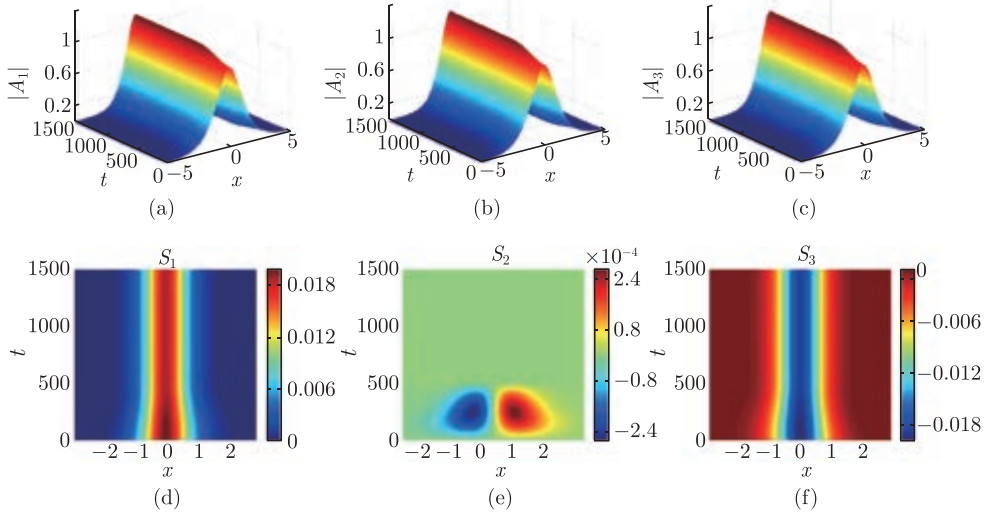 |A₁|
1
0.6
0.2
1500
1000
500
0
−5
0
5
t
x
(a)
|A₂|
1
0.6
0.2
1500
1000
500
0
−5
0
5
t
x
(b)
|A₃|
1
0.6
0.2
1500
1000
500
0
−5
0
5
t
x
(c)
S₁
1500
1000
500
0
t
−2 −1 0 1 2
x
0.018
0.012
0.006
0
(d)
S₂
×10⁻⁴
1500
1000
500
0
t
−2 −1 0 1 2
x
2.4
0.8
−0.8
−2.4
(e)
S₃
1500
1000
500
0
t
−2 −1 0 1 2
x
0
−0.006
−0.012
−0.018
(f)